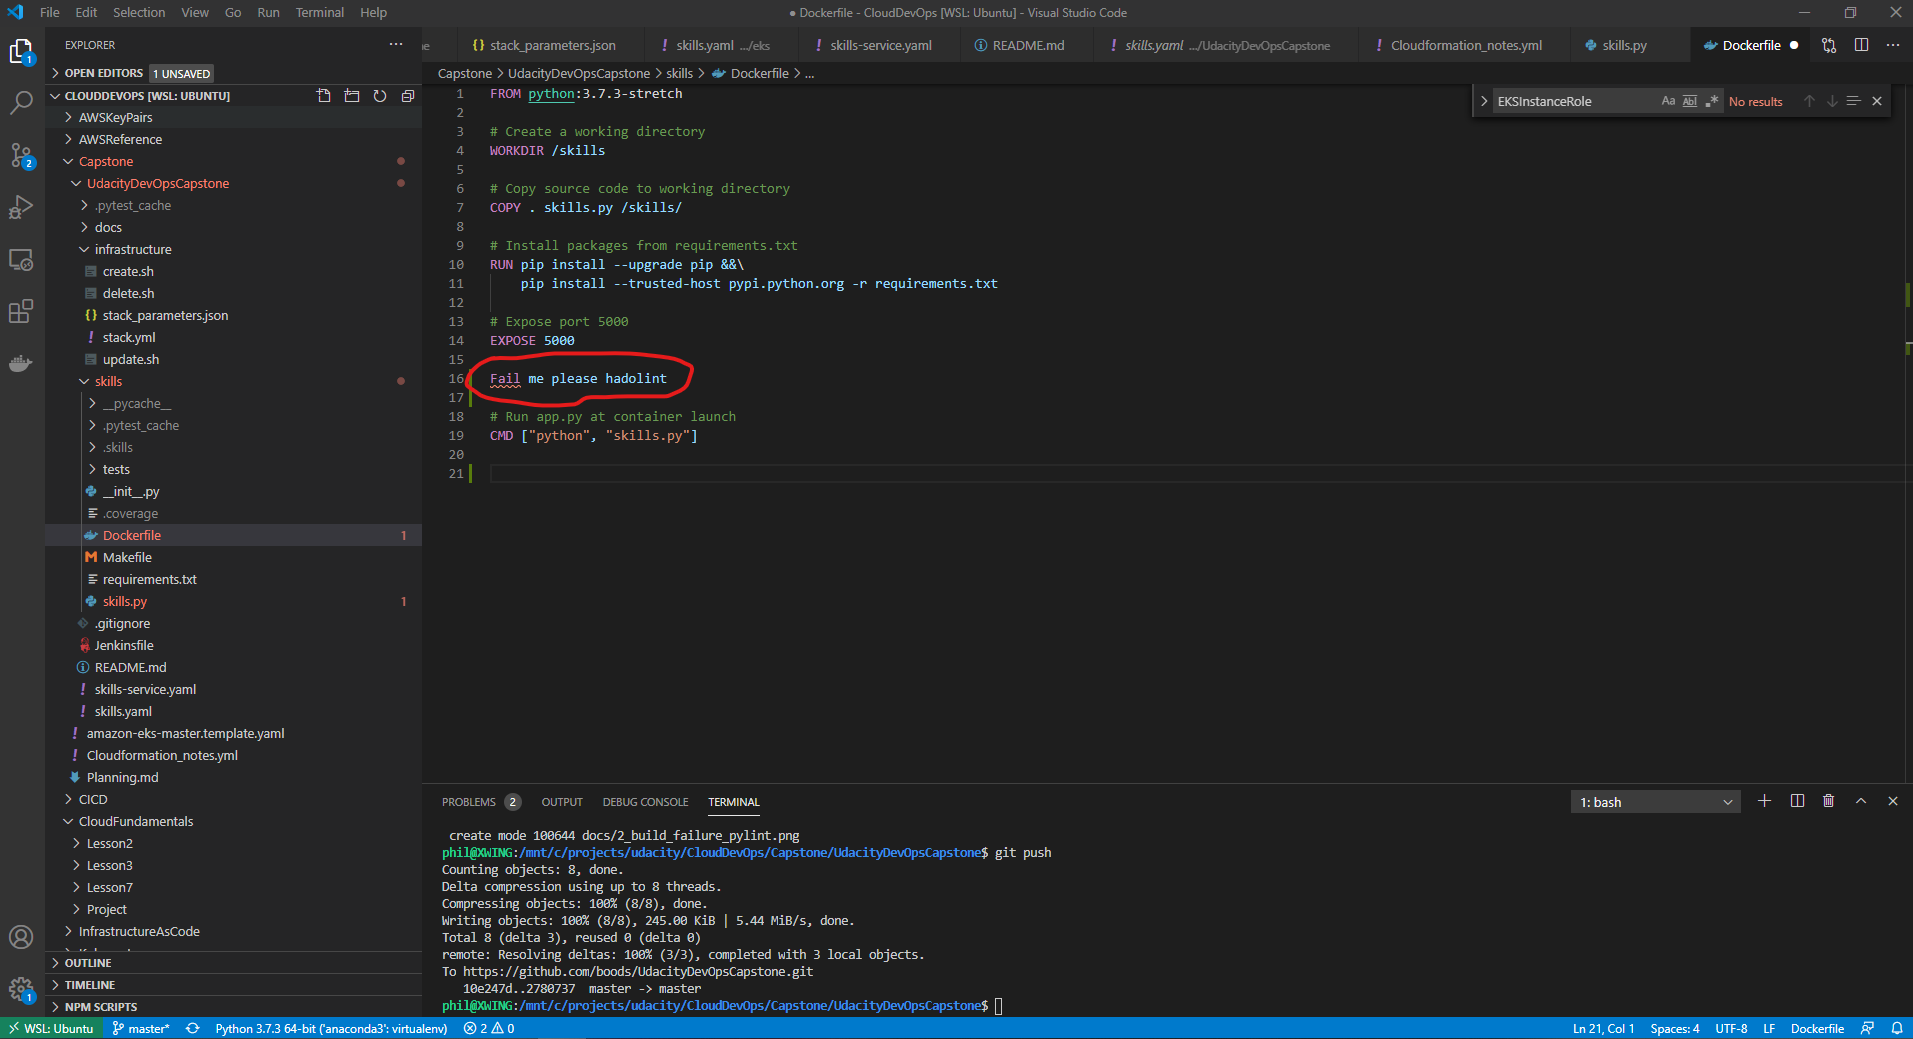 File Edit Selection View Go Run Terminal Help
● Dockerfile - CloudDevOps [WSL: Ubuntu] - Visual Studio Code
EXPLORER
OPEN EDITORS 1 UNSAVED
CLOUDDEVOPS [WSL: UBUNTU]
AWSKeyPairs
AWSReference
Capstone
UdacityDevOpsCapstone
.pytest_cache
docs
infrastructure
create.sh
delete.sh
{} stack_parameters.json
! stack.yml
update.sh
skills
__pycache__
.pytest_cache
.skills
tests
__init__.py
.coverage
Dockerfile 1
M Makefile
requirements.txt
skills.py 1
.gitignore
Jenkinsfile
README.md
! skills-service.yaml
! skills.yaml
! amazon-eks-master.template.yaml
! Cloudformation_notes.yml
Planning.md
CICD
CloudFundamentals
Lesson2
Lesson3
Lesson7
Project
InfrastructureAsCode
OUTLINE
TIMELINE
NPM SCRIPTS
1
2
1
{} stack_parameters.json ! skills.yaml .../eks ! skills-service.yaml README.md ! skills.yaml .../UdacityDevOpsCapstone ! Cloudformation_notes.yml skills.py Dockerfile ●
Capstone > UdacityDevOpsCapstone > skills > Dockerfile > ...
EKSInstanceRole Aa Abl .* No results
1 FROM python:3.7.3-stretch
2
3 # Create a working directory
4 WORKDIR /skills
5
6 # Copy source code to working directory
7 COPY . skills.py /skills/
8
9 # Install packages from requirements.txt
10 RUN pip install --upgrade pip &&\
11 pip install --trusted-host pypi.python.org -r requirements.txt
12
13 # Expose port 5000
14 EXPOSE 5000
15
16 Fail me please hadolint
17
18 # Run app.py at container launch
19 CMD ["python", "skills.py"]
20
21
PROBLEMS 2 OUTPUT DEBUG CONSOLE TERMINAL 1: bash
create mode 100644 docs/2_build_failure_pylint.png
phil@XWING:/mnt/c/projects/udacity/CloudDevOps/Capstone/UdacityDevOpsCapstone$ git push
Counting objects: 8, done.
Delta compression using up to 8 threads.
Compressing objects: 100% (8/8), done.
Writing objects: 100% (8/8), 245.00 KiB | 5.44 MiB/s, done.
Total 8 (delta 3), reused 0 (delta 0)
remote: Resolving deltas: 100% (3/3), completed with 3 local objects.
To https://github.com/boods/UdacityDevOpsCapstone.git
10e247d..2780737 master -> master
phil@XWING:/mnt/c/projects/udacity/CloudDevOps/Capstone/UdacityDevOpsCapstone$
WSL: Ubuntu master* Python 3.7.3 64-bit ('anaconda3': virtualenv) 2 0 Ln 21, Col 1 Spaces: 4 UTF-8 LF Dockerfile